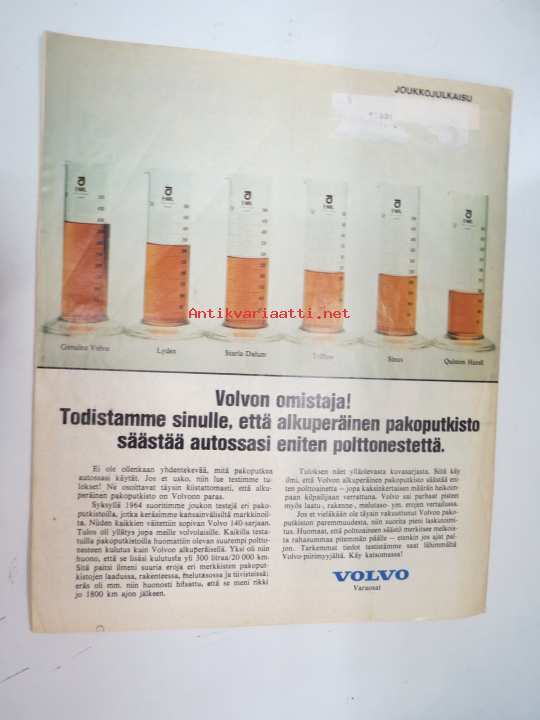 JOUKKOJULKAISU
Antikvariaatti.net
Genuine Volvo
Lydex
Starla Datum
Sinus
Quinton Hazell
Volvon omistaja!
Todistamme sinulle, että alkuperäinen pakoputkisto
säästää autossasi eniten polttonestettä.
Ei ole ollenkaan yhdentekevää, mitä pakoputkea
autossasi käytät. Jos et usko, niin lue testimme tu-
lokset! Ne osoittavat täysin kiistattomasti, että alku-
peräinen pakoputkisto on Volvoon paras.
Syksyllä 1964 suoritimme joukon testejä eri pako-
putkistoilla, jotka keräsimme kansainvälisiltä markkinoil-
ta. Niiden kaikkien väitettiin sopivan Volvo 140-sarjaan.
Tulos oli yllätys jopa meille volvolaisille. Kaikilla testa-
tuilla pakoputkistoilla huomattiin olevan suurempi poltto-
nesteen kulutus kuin Volvon alkuperäisellä. Yksi oli niin
huono, että se lisäsi kulutusta yli 300 litraa/20 000 km.
Sitä paitsi ilmeni suuria eroja eri merkkisten pakoput-
kistojen laadussa, rakenteessa, melutasossa ja tiivisteissä;
eräs oli mm. niin huonosti hitsattu, että se meni rikki
jo 1800 km ajon jälkeen.
Tuloksen näet ylläolevasta kuvasarjasta. Siitä käy
ilmi, että Volvon alkuperäinen pakoputkisto säästää eni-
ten polttoainetta – jopa kaksinkertaisen määrän heikoim-
paan kilpailijaan verrattuna. Volvo sai parhaat pisteet
myös laatu-, rakenne-, melutaso- ym. erojen vertailussa.
Jos et vieläkään ole täysin vakuuttunut Volvon pako-
putkiston paremmuudesta, niin suorita pieni laskutoimi-
tus. Huomaat, että polttoaineen säästö merkitsee melkois-
ta rahasummaa pitemmän päälle – etenkin jos ajat pal-
jon. Tarkemmat tiedot testistämme saat lähimmältä
Volvo-piirimyyjältä. Käy katsomassa!
VOLVO
Varaosat